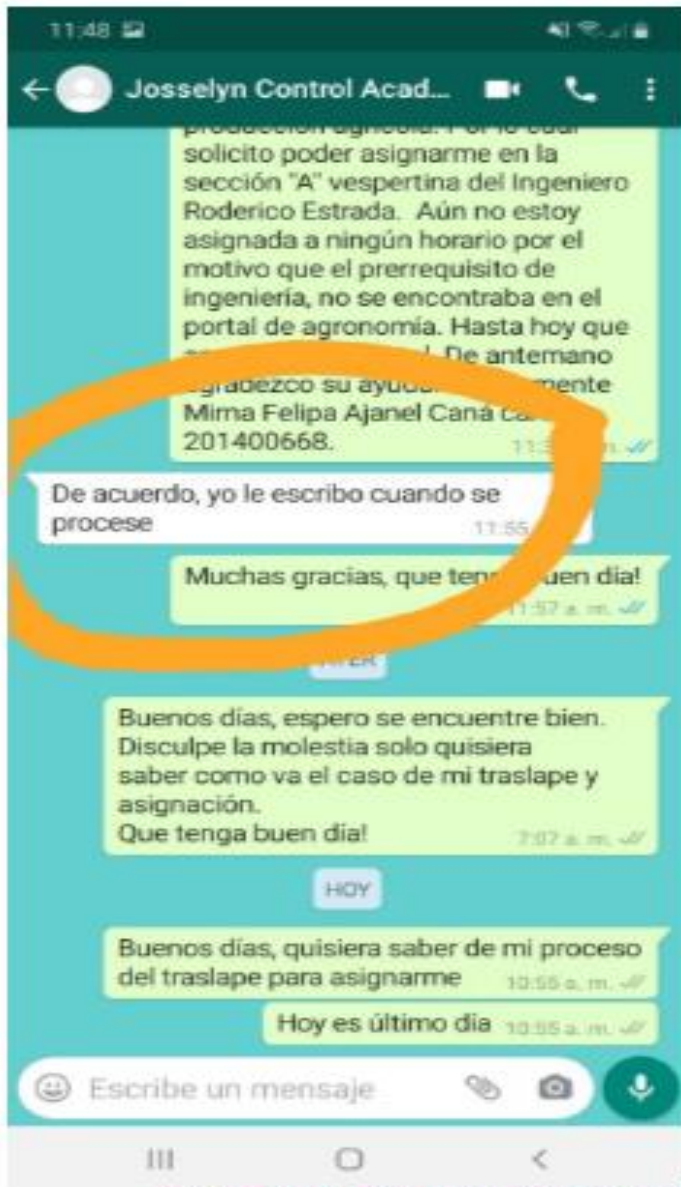 11:48
Josselyn Control Acad...
producción agrícola. Por lo cual
solicito poder asignarme en la
sección "A" vespertina del Ingeniero
Roderico Estrada. Aún no estoy
asignada a ningún horario por el
motivo que el prerrequisito de
ingeniería, no se encontraba en el
portal de agronomía. Hasta hoy que
De antemano
agradezco su
Mirna Felipa Ajanel Caná
201400668.
De acuerdo, yo le escribo cuando se
procese
11:55
Muchas gracias, que buen día!
11:57 a. m.
AYER
Buenos días, espero se encuentre bien.
Disculpe la molestia solo quisiera
saber como va el caso de mi traslape y
asignación.
Que tenga buen dia!
7:07 a. m.
HOY
Buenos días, quisiera saber de mi proceso
del traslape para asignarme
10:55 a. m.
Hoy es último día
10:55 a. m.
Escribe un mensaje